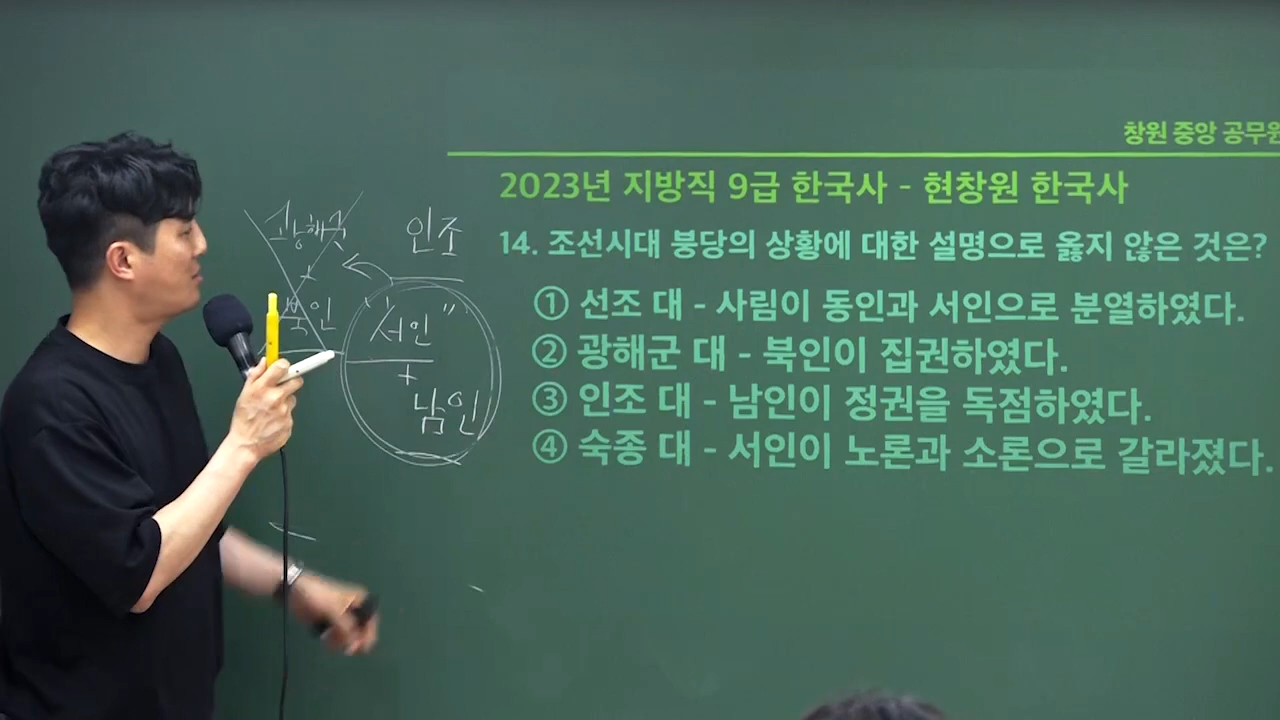 창원 중앙 공무원
2023년 지방직 9급 한국사 - 현창원 한국사
14. 조선시대 붕당의 상황에 대한 설명으로 옳지 않은 것은?
① 선조 대 - 사림이 동인과 서인으로 분열하였다.
② 광해군 대 - 북인이 집권하였다.
③ 인조 대 - 남인이 정권을 독점하였다.
④ 숙종 대 - 서인이 노론과 소론으로 갈라졌다.
광해군
+
북인
인조
"서인"
+
남인